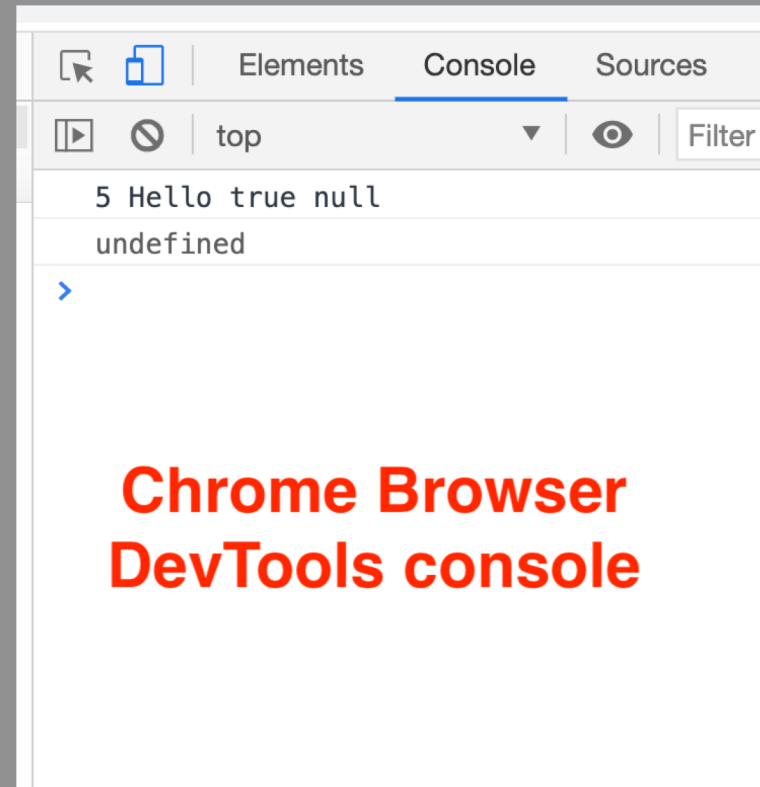 Elements Console Sources
top Filter
5 Hello true null
undefined
>
Chrome Browser
DevTools console